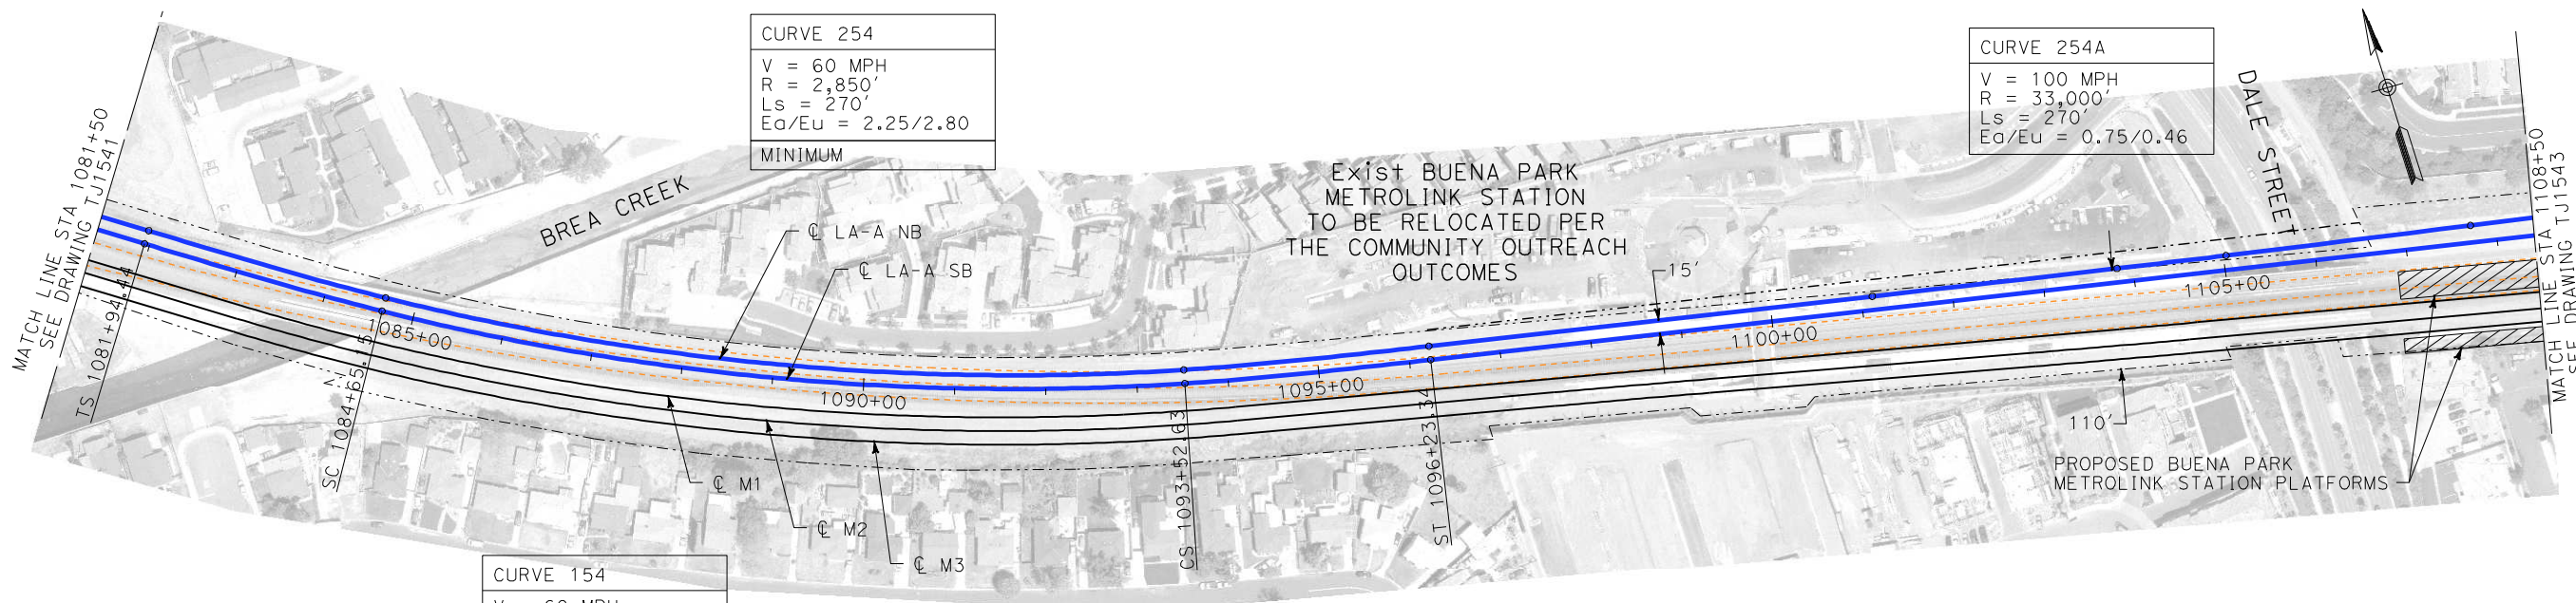 CURVE 254
V = 60 MPH
R = 2,850'
Ls = 270'
Ea/Eu = 2.25/2.80
MINIMUM
CURVE 254A
V = 100 MPH
R = 33,000'
Ls = 270'
Ea/Eu = 0.75/0.46
DALE STREET
MATCH LINE STA 1081+50
SEE DRAWING TJ1541
BREA CREEK
Exist BUENA PARK
METROLINK STATION
TO BE RELOCATED PER
THE COMMUNITY OUTREACH
OUTCOMES
℄ LA-A NB
℄ LA-A SB
15'
MATCH LINE STA 1108+50
SEE DRAWING TJ1543
TS 1081+94.44
SC 1084+65.15
1085+00
1090+00
CS 1093+52.63
1095+00
ST 1096+23.34
1100+00
1105+00
110'
PROPOSED BUENA PARK
METROLINK STATION PLATFORMS
℄ M1
℄ M2
℄ M3
CURVE 154